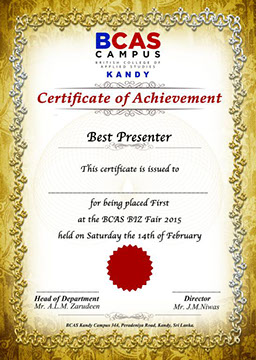 BCAS
CAMPUS
BRITISH COLLEGE OF
APPLIED STUDIES
KANDY
Certificate of Achievement
Best Presenter
This certificate is issued to
for being placed First
at the BCAS BIZ Fair 2015
held on Saturday the 14th of February
Head of Department
Mr. A.L.M. Zarudeen
Director
Mr. J.M.Niwas
BCAS Kandy Campus 344, Peradeniya Road, Kandy, Sri Lanka.